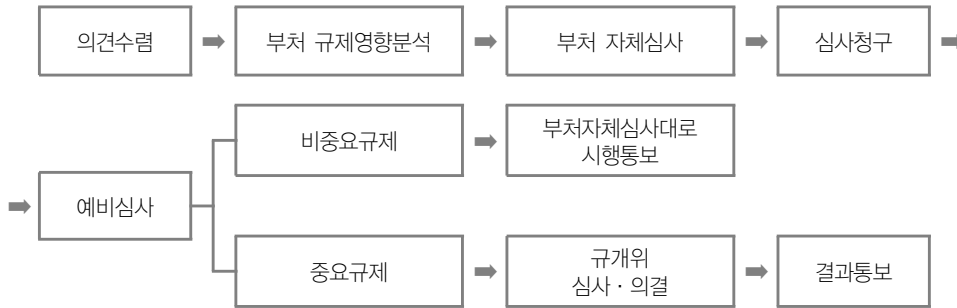 의견수렴
부처 규제영향분석
부처 자체심사
심사청구
예비심사
비중요규제
부처자체심사대로
시행통보
중요규제
규개위
심사 · 의결
결과통보